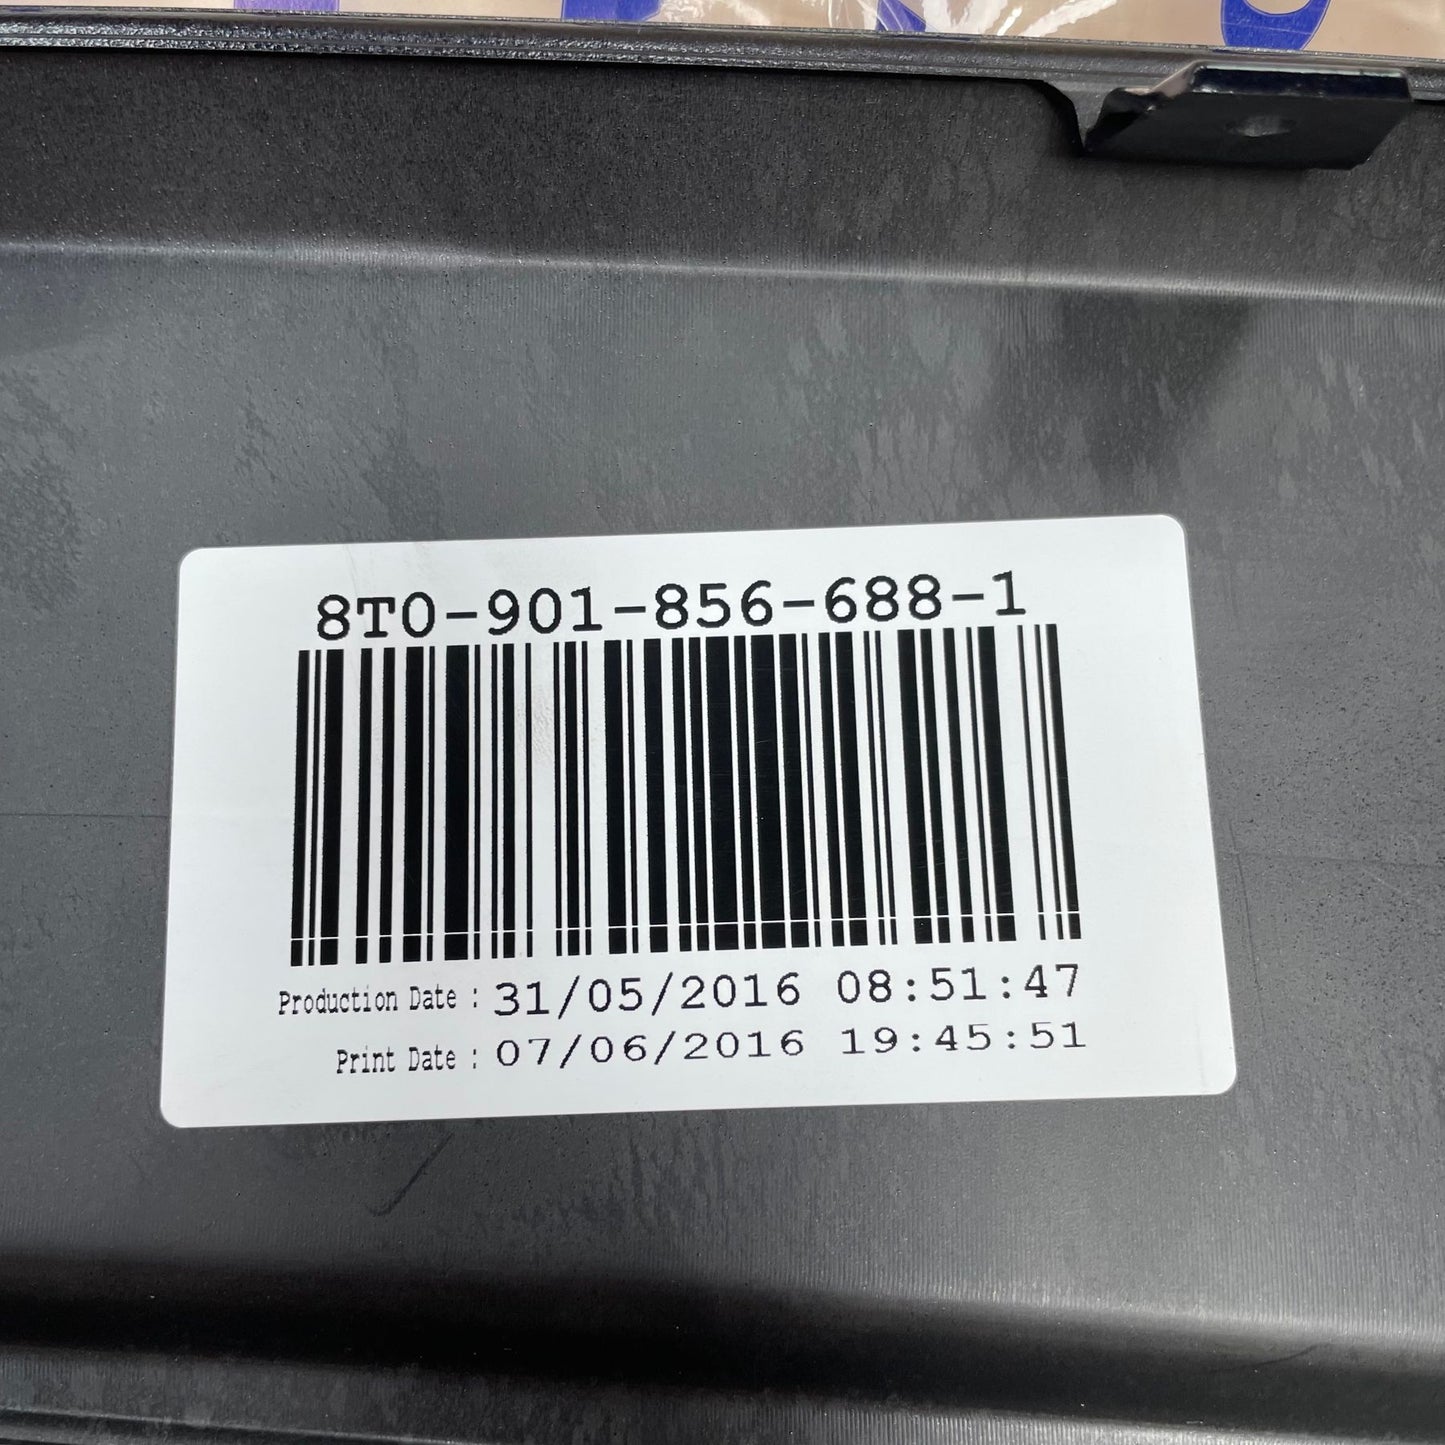 8T0-901-856-688-1
Production Date : 31/05/2016 08:51:47
Print Date : 07/06/2016 19:45:51